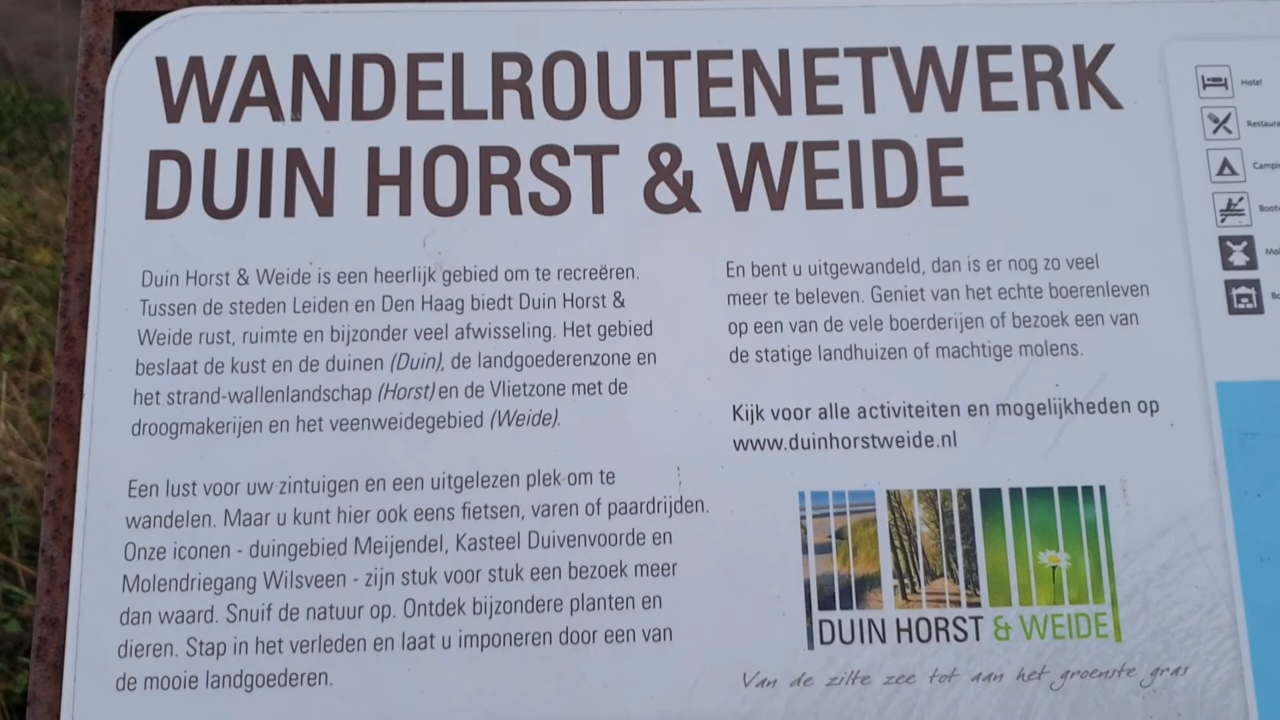 WANDELROUTENETWERK
DUIN HORST & WEIDE
Duin Horst & Weide is een heerlijk gebied om te recreëren.
Tussen de steden Leiden en Den Haag biedt Duin Horst &
Weide rust, ruimte en bijzonder veel afwisseling. Het gebied
beslaat de kust en de duinen (Duin), de landgoederenzone en
het strand-wallenlandschap (Horst) en de Vlietzone met de
droogmakerijen en het veenweidegebied (Weide).
Een lust voor uw zintuigen en een uitgelezen plek om te
wandelen. Maar u kunt hier ook eens fietsen, varen of paardrijden.
Onze iconen - duingebied Meijendel, Kasteel Duivenvoorde en
Molendriegang Wilsveen - zijn stuk voor stuk een bezoek meer
dan waard. Snuif de natuur op. Ontdek bijzondere planten en
dieren. Stap in het verleden en laat u imponeren door een van
de mooie landgoederen.
En bent u uitgewandeld, dan is er nog zo veel
meer te beleven. Geniet van het echte boerenleven
op een van de vele boerderijen of bezoek een van
de statige landhuizen of machtige molens.
Kijk voor alle activiteiten en mogelijkheden op
www.duinhorstweide.nl
DUIN HORST & WEIDE
Van de zilte zee tot aan het groenste gras
Hotel